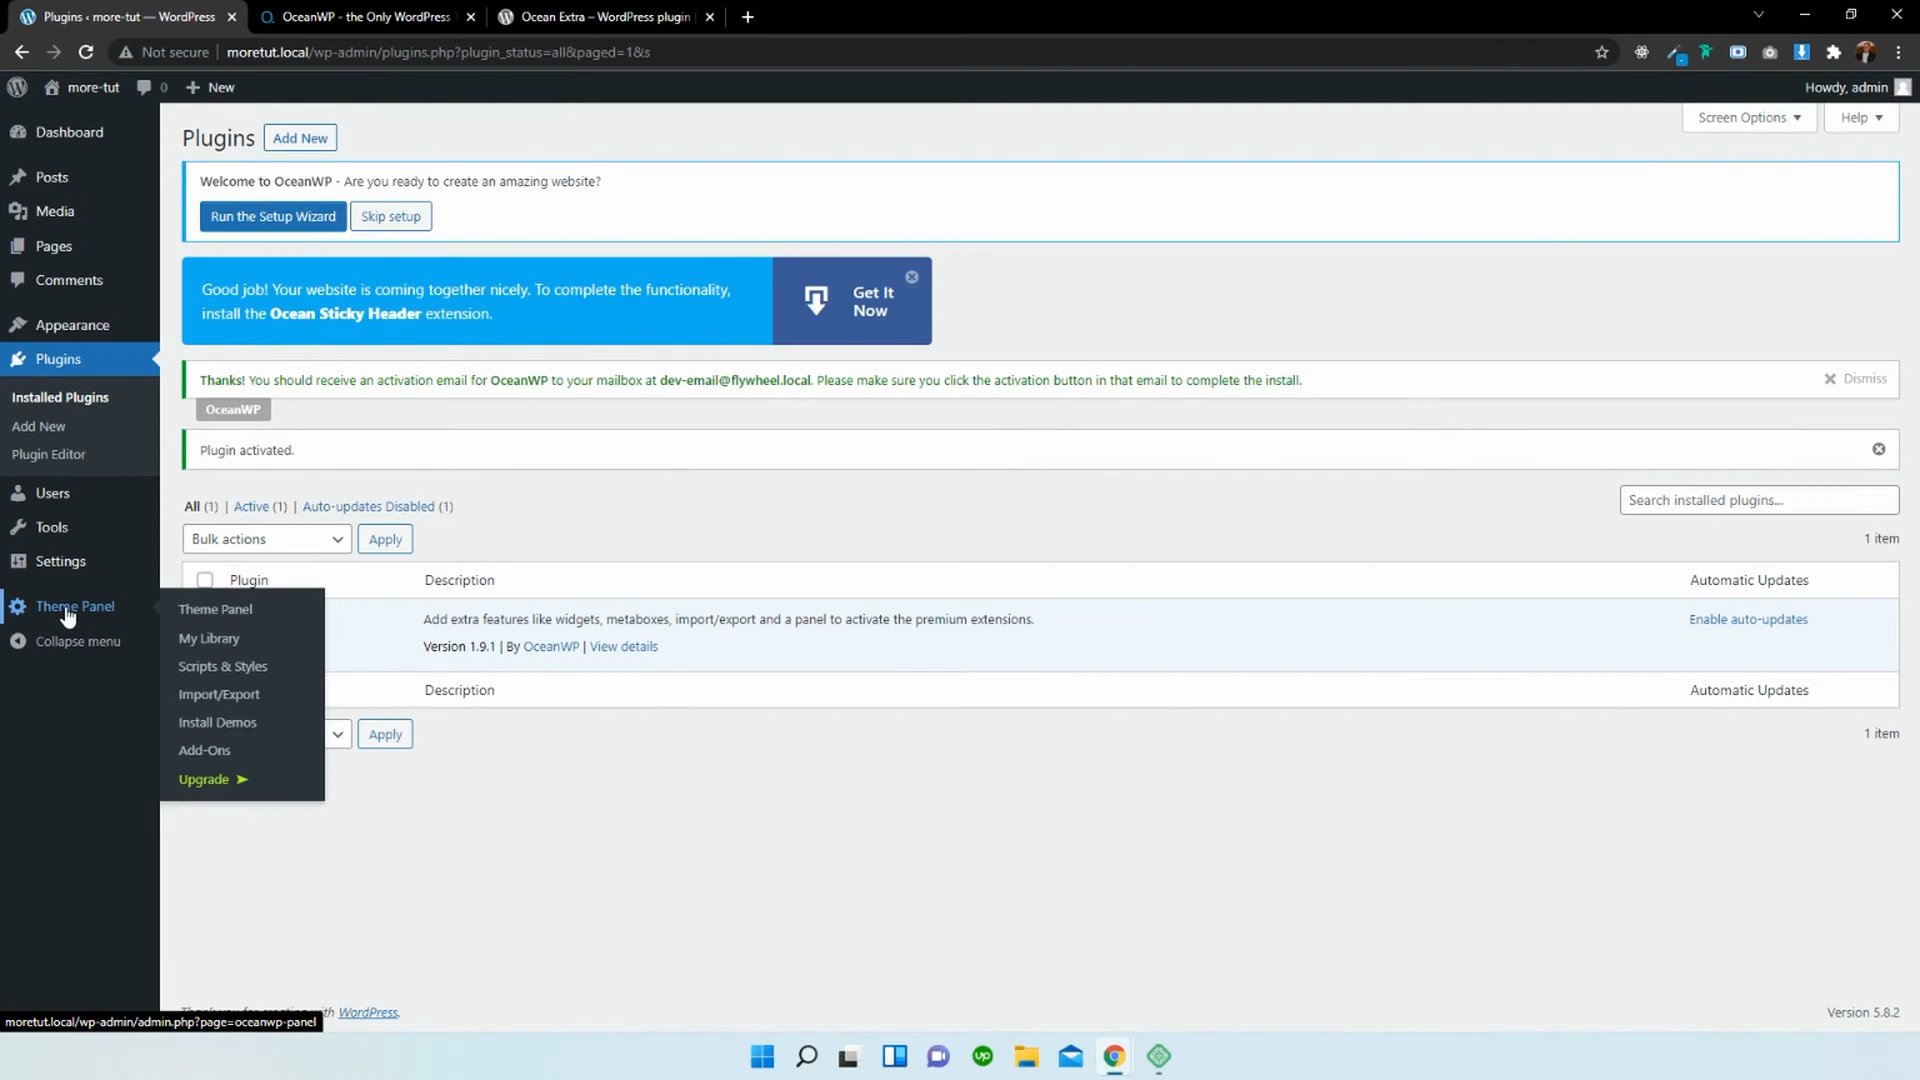 Plugins ‹ more-tut — WordPress
OceanWP - the Only WordPress T
Ocean Extra – WordPress plugin |
Not secure
moretut.local/wp-admin/plugins.php?plugin_status=all&paged=1&s
more-tut
0
New
Howdy, admin
Dashboard
Posts
Media
Pages
Comments
Appearance
Plugins
Installed Plugins
Add New
Plugin Editor
Users
Tools
Settings
Theme Panel
Collapse menu
Theme Panel
My Library
Scripts & Styles
Import/Export
Install Demos
Add-Ons
Upgrade ➤
Plugins
Add New
Screen Options
Help
Welcome to OceanWP - Are you ready to create an amazing website?
Run the Setup Wizard
Skip setup
Good job! Your website is coming together nicely. To complete the functionality,
install the Ocean Sticky Header extension.
Get It
Now
Thanks! You should receive an activation email for OceanWP to your mailbox at dev-email@flywheel.local. Please make sure you click the activation button in that email to complete the install.
Dismiss
OceanWP
Plugin activated.
All (1) | Active (1) | Auto-updates Disabled (1)
Search installed plugins...
Bulk actions
Apply
1 item
Plugin
Description
Automatic Updates
Add extra features like widgets, metaboxes, import/export and a panel to activate the premium extensions.
Enable auto-updates
Version 1.9.1 | By OceanWP | View details
Description
Automatic Updates
Apply
1 item
WordPress.
Version 5.8.2
moretut.local/wp-admin/admin.php?page=oceanwp-panel
up